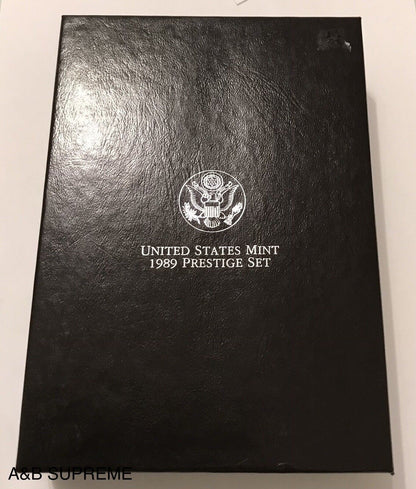 UNITED STATES MINT
1989 PRESTIGE SET
A&B SUPREME